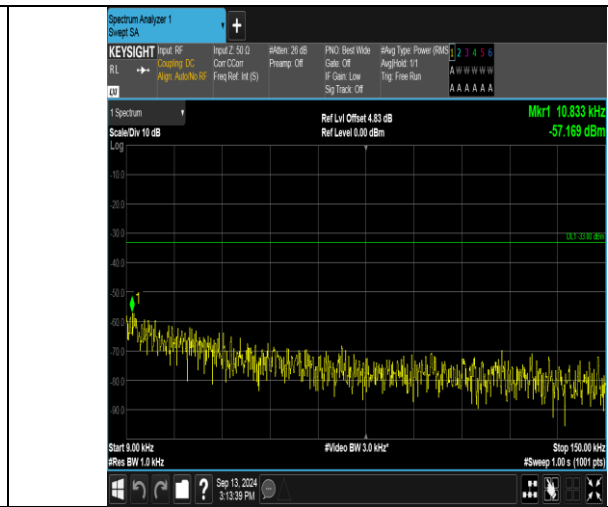 Spectrum Analyzer 1
Swept SA
+
KEYSIGHT Input: RF Input Z: 50 Ω #Atten: 26 dB PNO: Best Wide #Avg Type: Power (RMS 1 2 3 4 5 6
RL Coupling: DC Corr CCorr Preamp: Off Gate: Off Avg|Hold: 1/1 A W W W W W
Align: Auto/No RF Freq Ref: Int (S) IF Gain: Low Trig: Free Run
LXI Sig Track: Off A A A A A A
1 Spectrum Ref Lvl Offset 4.83 dB Mkr1 10.833 kHz
Scale/Div 10 dB Ref Level 0.00 dBm -57.169 dBm
Log
-10.0
-20.0
-30.0
DL1 -33.00 dBm
-40.0
-50.0
1
-60.0
-70.0
-80.0
-90.0
Start 9.00 kHz #Video BW 3.0 kHz* Stop 150.00 kHz
#Res BW 1.0 kHz #Sweep 1.00 s (1001 pts)
? Sep 13, 2024
3:13:39 PM